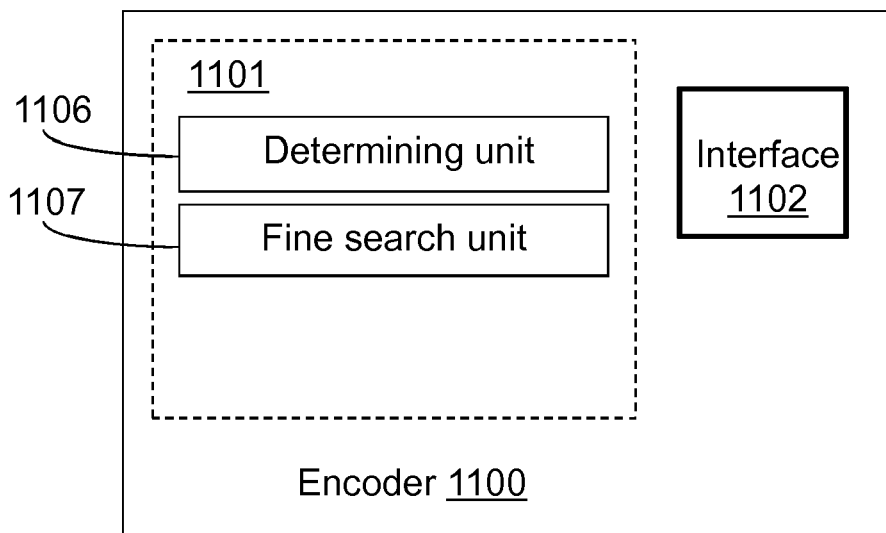 1101
1106
Determining unit
Interface
1102
1107
Fine search unit
Encoder 1100